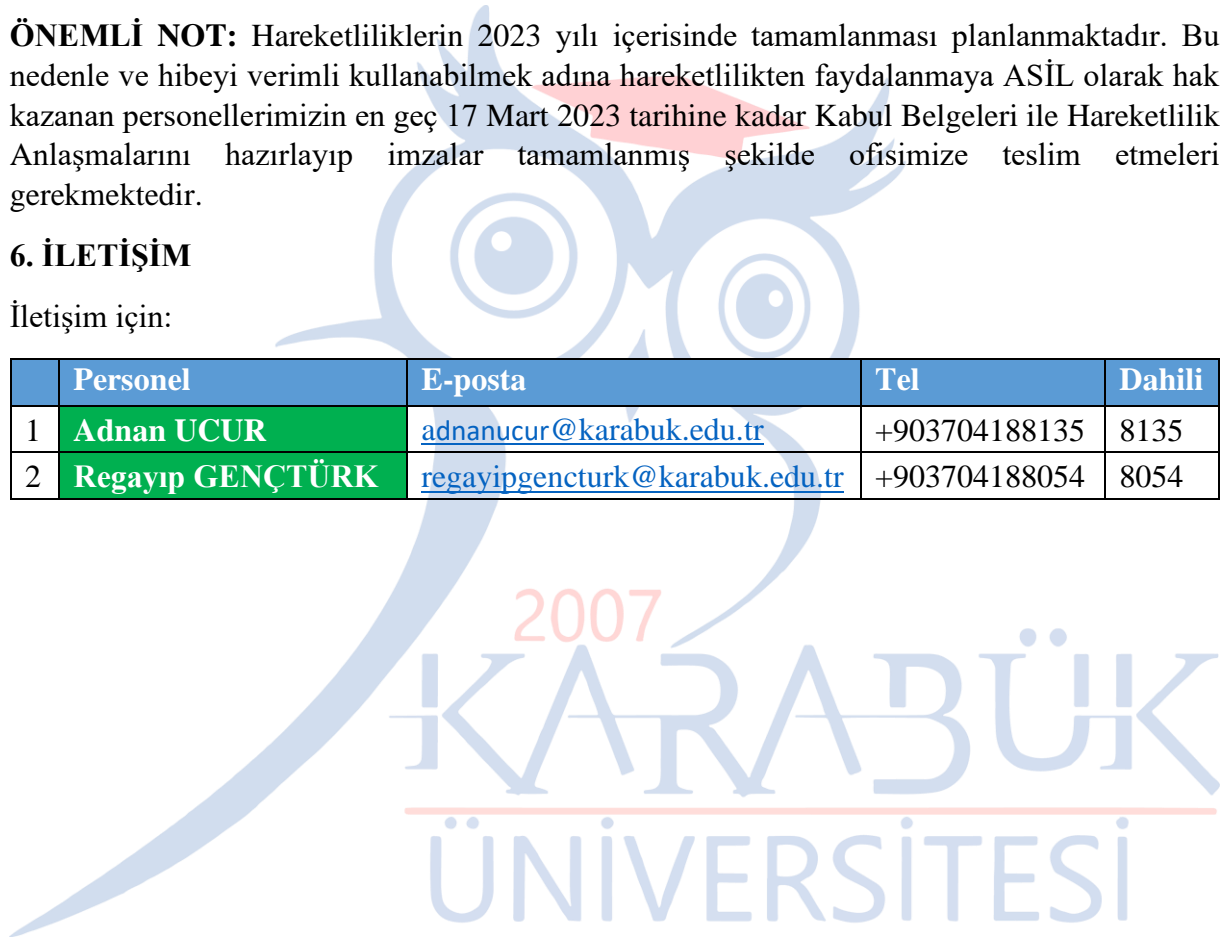 ÖNEMLİ NOT: Hareketliliklerin 2023 yılı içerisinde tamamlanması planlanmaktadır. Bu
nedenle ve hibeyi verimli kullanabilmek adına hareketlilikten faydalanmaya ASİL olarak hak
kazanan personellerimizin en geç 17 Mart 2023 tarihine kadar Kabul Belgeleri ile Hareketlilik
Anlaşmalarını hazırlayıp imzalar tamamlanmış şekilde ofisimize teslim etmeleri
gerekmektedir.
6. İLETİŞİM
İletişim için:
Personel E-posta Tel Dahili
1 Adnan UCUR adnanucur@karabuk.edu.tr +903704188135 8135
2 Regayıp GENÇTÜRK regayipgencturk@karabuk.edu.tr +903704188054 8054
2007
KARABÜK
ÜNİVERSİTESİ